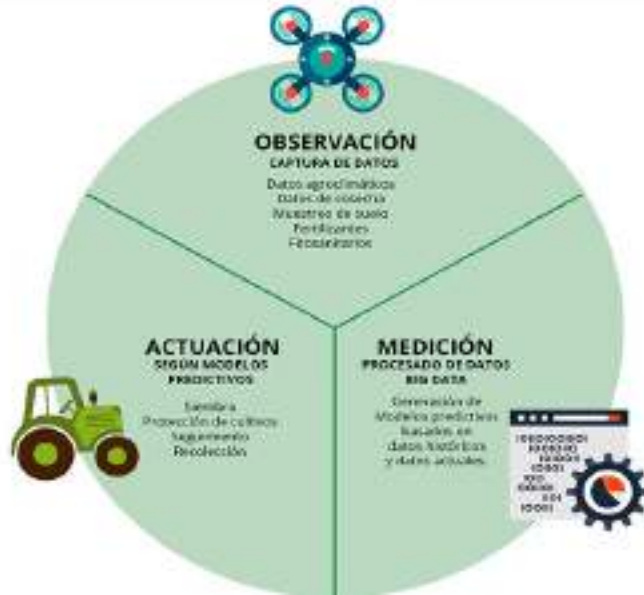 OBSERVACIÓN
CAPTURA DE DATOS
Datos agroclimáticos
Datos de cosecha
Muestreo de suelo
Fertilizantes
Fitosanitarios
ACTUACIÓN
SEGÚN MODELOS
PREDICTIVOS
Siembra
Protección de cultivos
Seguimiento
Recolección
MEDICIÓN
PROCESADO DE DATOS
BIG DATA
Generación de
Modelos predictivos
basados en
datos históricos
y datos actuales